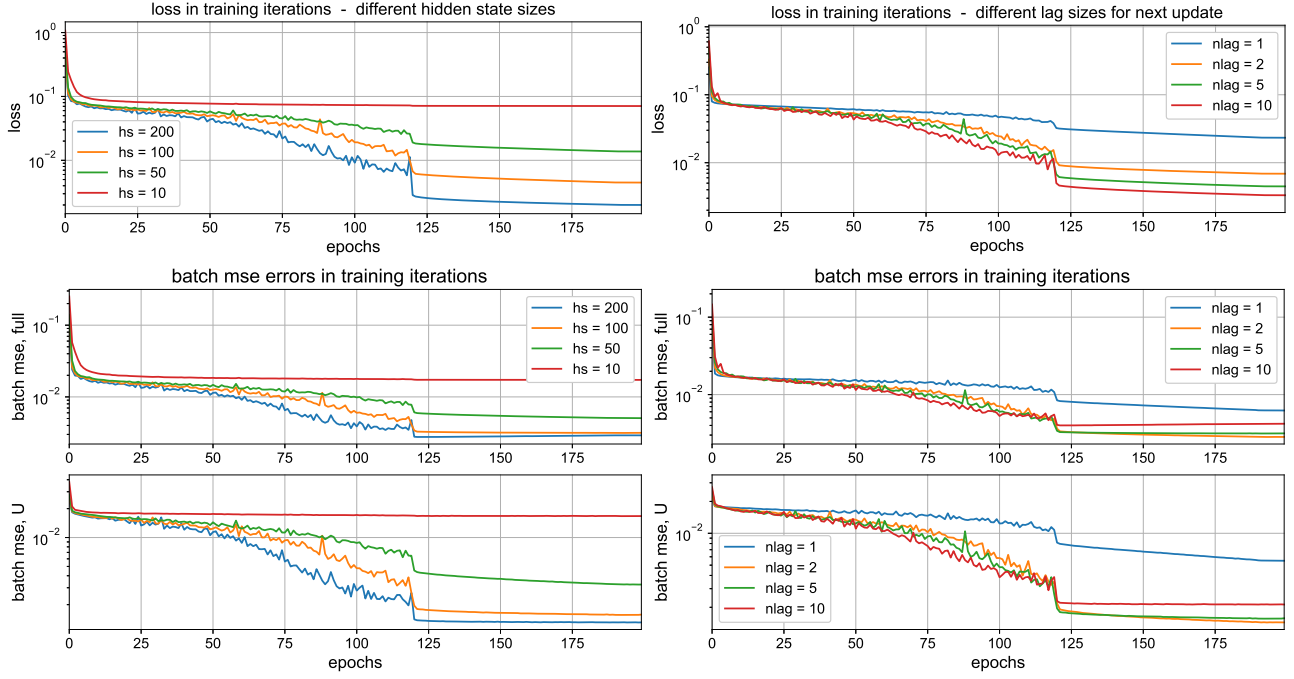 loss in training iterations  -  different hidden state sizes
loss
10⁰
10⁻¹
10⁻²
hs = 200
hs = 100
hs = 50
hs = 10
0 25 50 75 100 125 150 175
epochs
loss in training iterations  -  different lag sizes for next update
loss
10⁰
10⁻¹
10⁻²
nlag = 1
nlag = 2
nlag = 5
nlag = 10
0 25 50 75 100 125 150 175
epochs
batch mse errors in training iterations
batch mse, full
10⁻¹
10⁻²
hs = 200
hs = 100
hs = 50
hs = 10
0 25 50 75 100 125 150 175
batch mse errors in training iterations
batch mse, full
10⁻¹
10⁻²
nlag = 1
nlag = 2
nlag = 5
nlag = 10
0 25 50 75 100 125 150 175
batch mse, U
10⁻²
0 25 50 75 100 125 150 175
epochs
batch mse, U
10⁻²
nlag = 1
nlag = 2
nlag = 5
nlag = 10
0 25 50 75 100 125 150 175
epochs